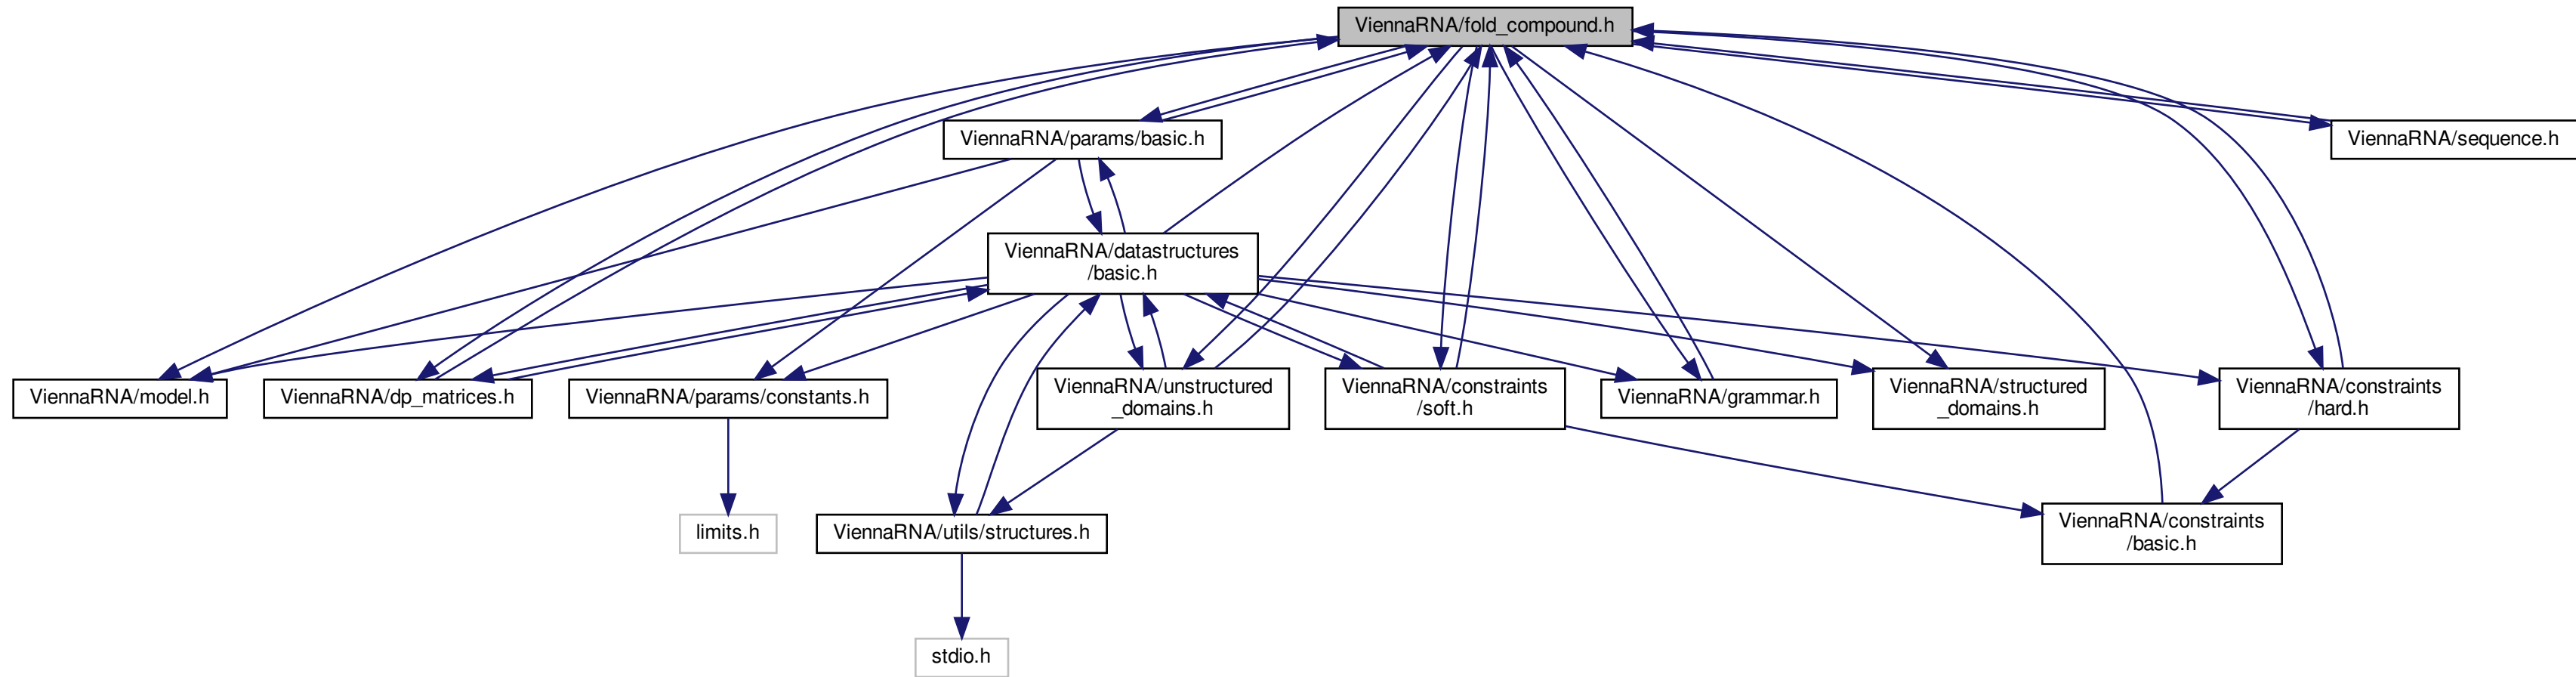 ViennaRNA/fold_compound.h
ViennaRNA/params/basic.h
ViennaRNA/sequence.h
ViennaRNA/datastructures
/basic.h
ViennaRNA/model.h
ViennaRNA/dp_matrices.h
ViennaRNA/params/constants.h
ViennaRNA/unstructured
_domains.h
ViennaRNA/constraints
/soft.h
ViennaRNA/grammar.h
ViennaRNA/structured
_domains.h
ViennaRNA/constraints
/hard.h
limits.h
ViennaRNA/utils/structures.h
ViennaRNA/constraints
/basic.h
stdio.h